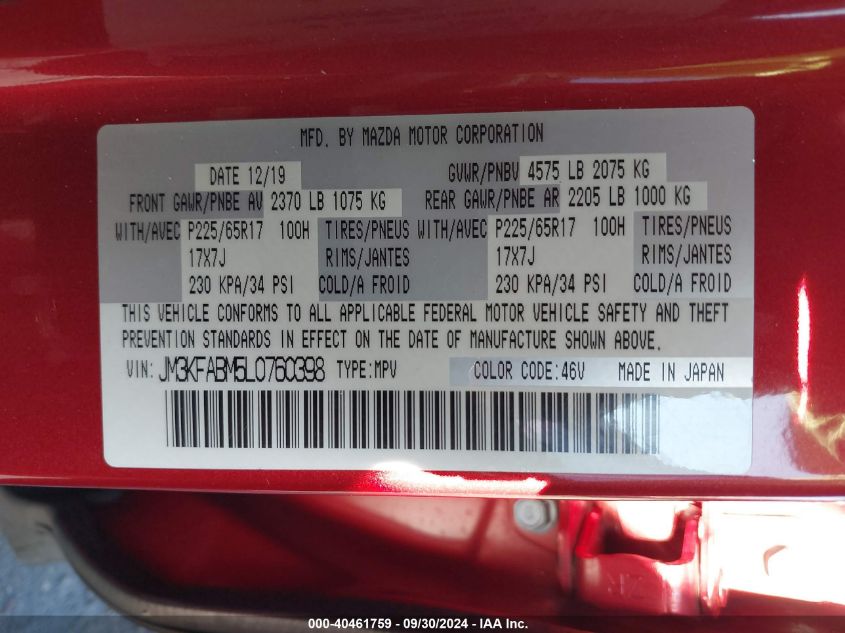 MFD. BY MAZDA MOTOR CORPORATION
DATE 12/19 GVWR/PNBV 4575 LB 2075 KG
FRONT GAWR/PNBE AV 2370 LB 1075 KG REAR GAWR/PNBE AR 2205 LB 1000 KG
WITH/AVEC P225/65R17 100H TIRES/PNEUS WITH/AVEC P225/65R17 100H TIRES/PNEUS
17X7J RIMS/JANTES 17X7J RIMS/JANTES
230 KPA/34 PSI COLD/A FROID 230 KPA/34 PSI COLD/A FROID
THIS VEHICLE CONFORMS TO ALL APPLICABLE FEDERAL MOTOR VEHICLE SAFETY AND THEFT
PREVENTION STANDARDS IN EFFECT ON THE DATE OF MANUFACTURE SHOWN ABOVE.
VIN: JM3KFABM5L0760398 TYPE:MPV COLOR CODE:46V MADE IN JAPAN
000-40461759 - 09/30/2024 - IAA Inc.